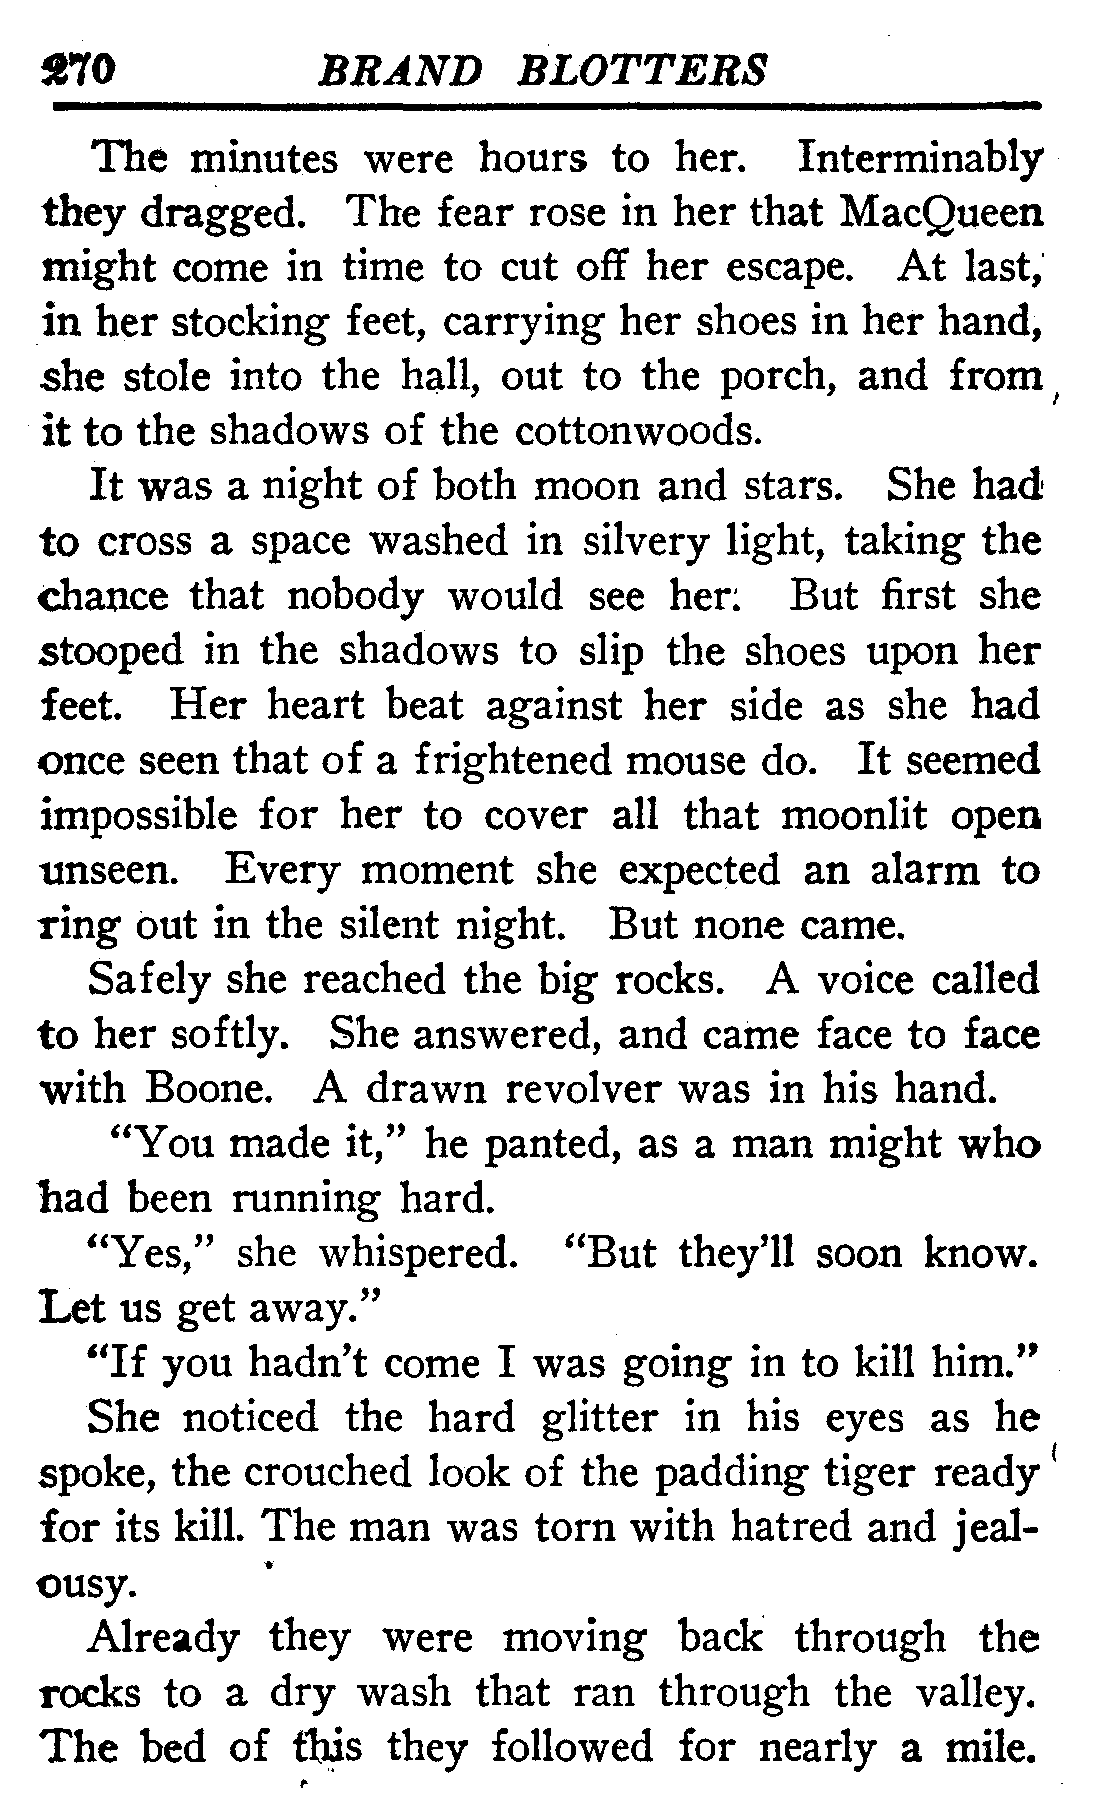 270 BRAND BLOTTERS
The minutes were hours to her. Interminably
they dragged. The fear rose in her that MacQueen
might come in time to cut off her escape. At last,
in her stocking feet, carrying her shoes in her hand,
she stole into the hall, out to the porch, and from
it to the shadows of the cottonwoods.
It was a night of both moon and stars. She had
to cross a space washed in silvery light, taking the
chance that nobody would see her. But first she
stooped in the shadows to slip the shoes upon her
feet. Her heart beat against her side as she had
once seen that of a frightened mouse do. It seemed
impossible for her to cover all that moonlit open
unseen. Every moment she expected an alarm to
ring out in the silent night. But none came.
Safely she reached the big rocks. A voice called
to her softly. She answered, and came face to face
with Boone. A drawn revolver was in his hand.
“You made it,” he panted, as a man might who
had been running hard.
“Yes,” she whispered. “But they’ll soon know.
Let us get away.”
“If you hadn’t come I was going in to kill him.”
She noticed the hard glitter in his eyes as he
spoke, the crouched look of the padding tiger ready
for its kill. The man was torn with hatred and jeal-
ousy.
Already they were moving back through the
rocks to a dry wash that ran through the valley.
The bed of this they followed for nearly a mile.